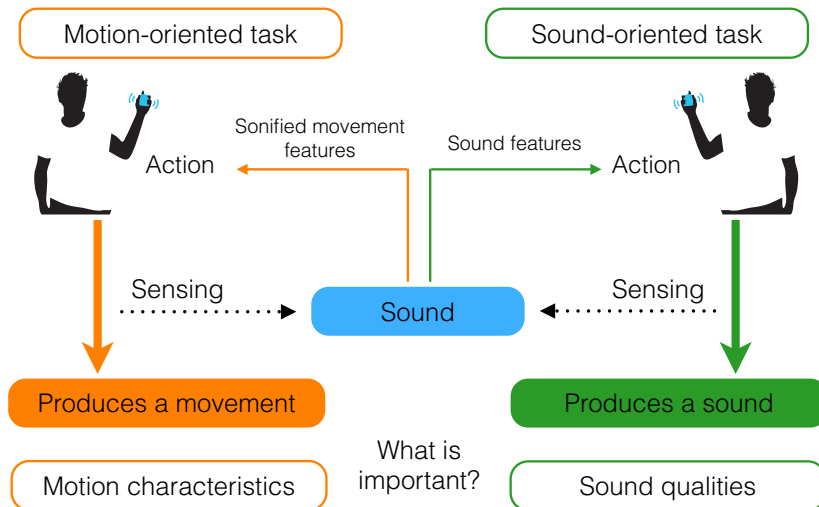 Motion-oriented task
Sound-oriented task
Sonified movement
features
Sound features
Action
Action
Sensing
Sensing
Sound
Produces a movement
Produces a sound
What is
important?
Motion characteristics
Sound qualities